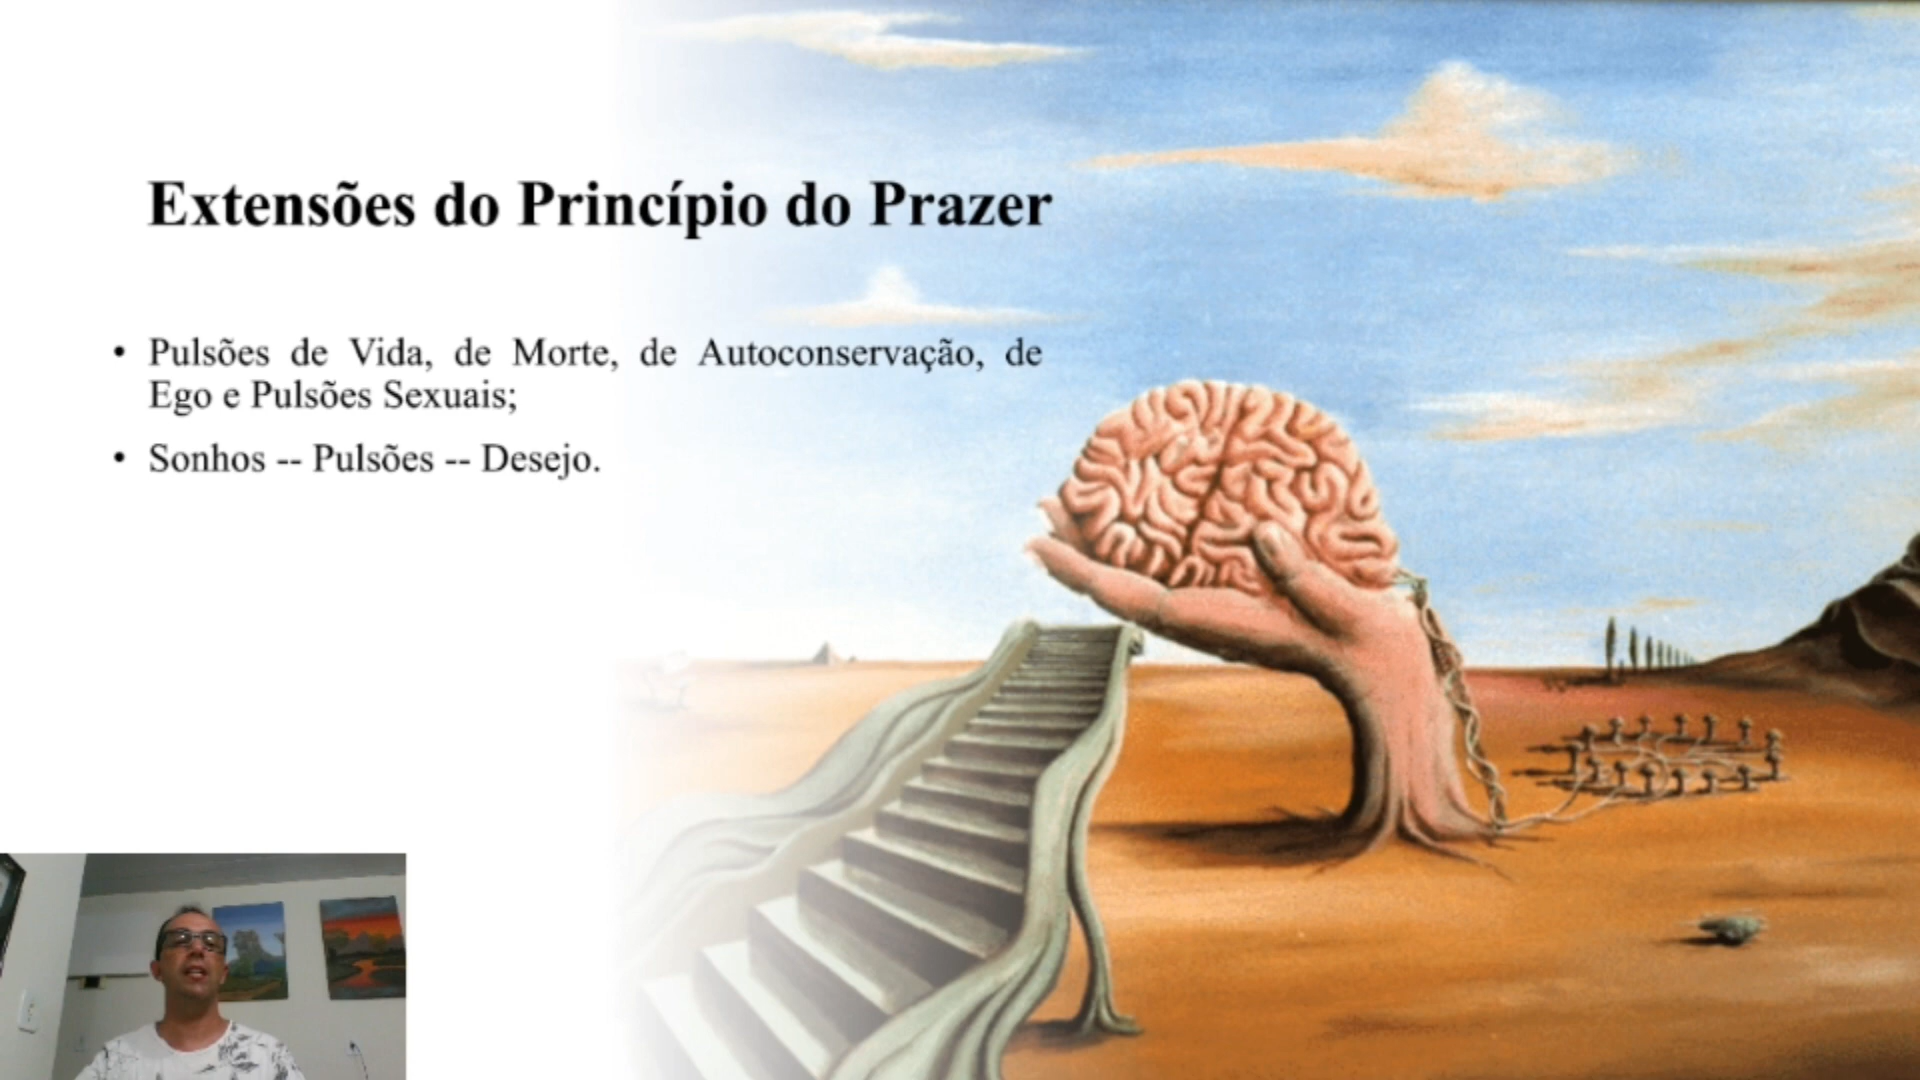 Extensões do Princípio do Prazer
• Pulsões de Vida, de Morte, de Autoconservação, de
Ego e Pulsões Sexuais;
• Sonhos -- Pulsões -- Desejo.